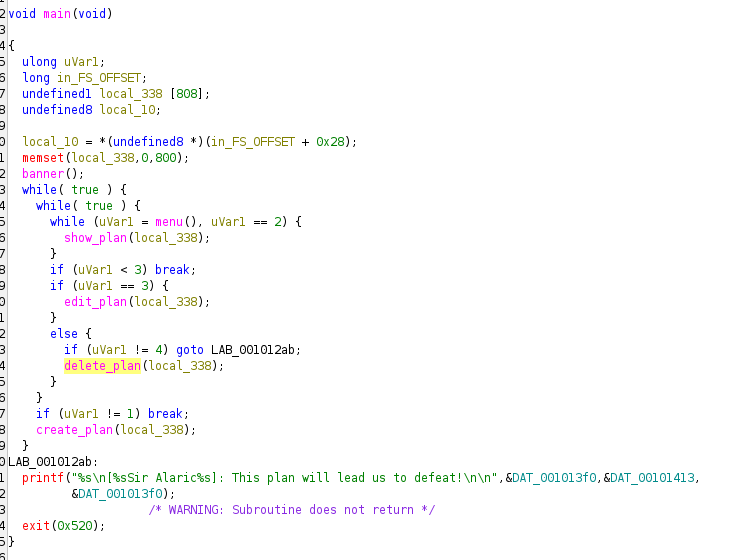 2 void main(void)
3
4 {
5 ulong uVar1;
6 long in_FS_OFFSET;
7 undefined1 local_338 [808];
8 undefined8 local_10;
9
0 local_10 = *(undefined8 *)(in_FS_OFFSET + 0x28);
1 memset(local_338,0,800);
2 banner();
3 while( true ) {
4 while( true ) {
5 while (uVar1 = menu(), uVar1 == 2) {
6 show_plan(local_338);
7 }
8 if (uVar1 < 3) break;
9 if (uVar1 == 3) {
0 edit_plan(local_338);
1 }
2 else {
3 if (uVar1 != 4) goto LAB_001012ab;
4 delete_plan(local_338);
5 }
6 }
7 if (uVar1 != 1) break;
8 create_plan(local_338);
9 }
0 LAB_001012ab:
1 printf("%s\n[%sSir Alaric%s]: This plan will lead us to defeat!\n\n",&DAT_001013f0,&DAT_00101413,
2 &DAT_001013f0);
3 /* WARNING: Subroutine does not return */
4 exit(0x520);
5 }
6